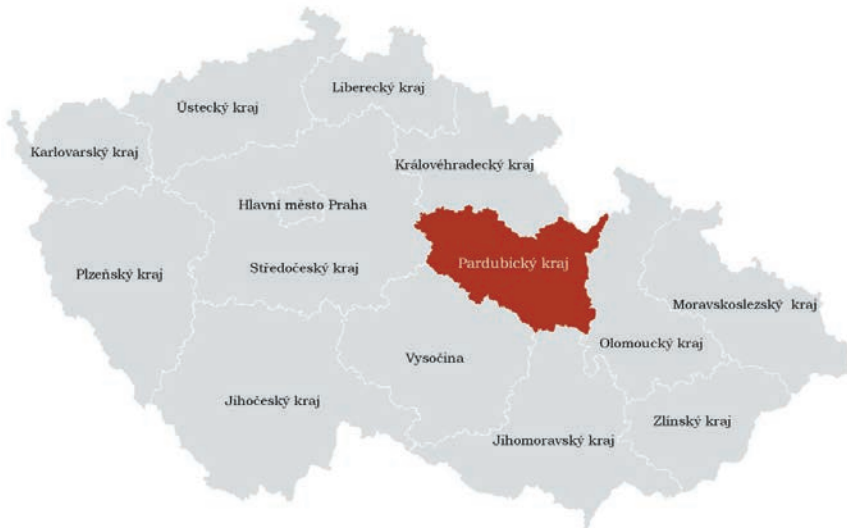 Liberecký kraj
Ústecký kraj
Karlovarský kraj
Královéhradecký kraj
Hlavní město Praha
Pardubický kraj
Středočeský kraj
Plzeňský kraj
Moravskoslezský kraj
Olomoucký kraj
Vysočina
Jihočeský kraj
Zlínský kraj
Jihomoravský kraj